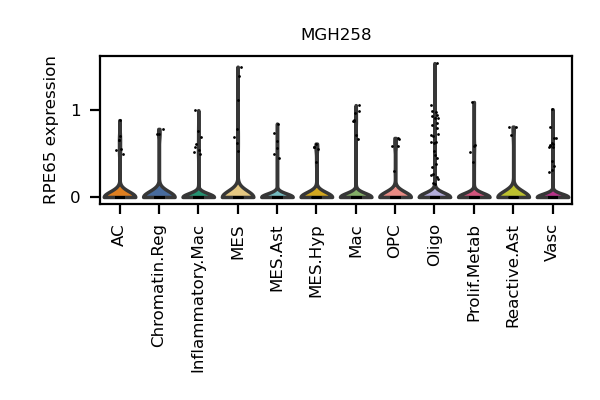 MGH258
RPE65 expression
1
0
AC
Chromatin.Reg
Inflammatory.Mac
MES
MES.Ast
MES.Hyp
Mac
OPC
Oligo
Prolif.Metab
Reactive.Ast
Vasc